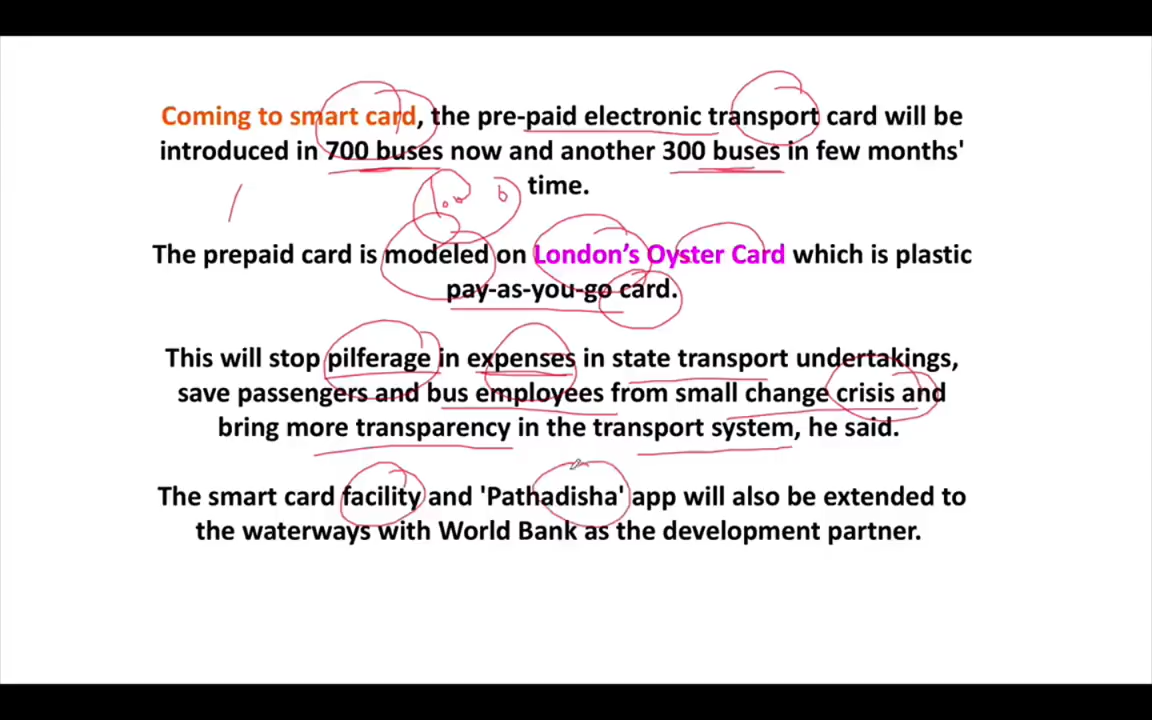 Coming to smart card, the pre-paid electronic transport card will be
introduced in 700 buses now and another 300 buses in few months'
time.
The prepaid card is modeled on London's Oyster Card which is plastic
pay-as-you-go card.
This will stop pilferage in expenses in state transport undertakings,
save passengers and bus employees from small change crisis and
bring more transparency in the transport system, he said.
The smart card facility and 'Pathadisha' app will also be extended to
the waterways with World Bank as the development partner.